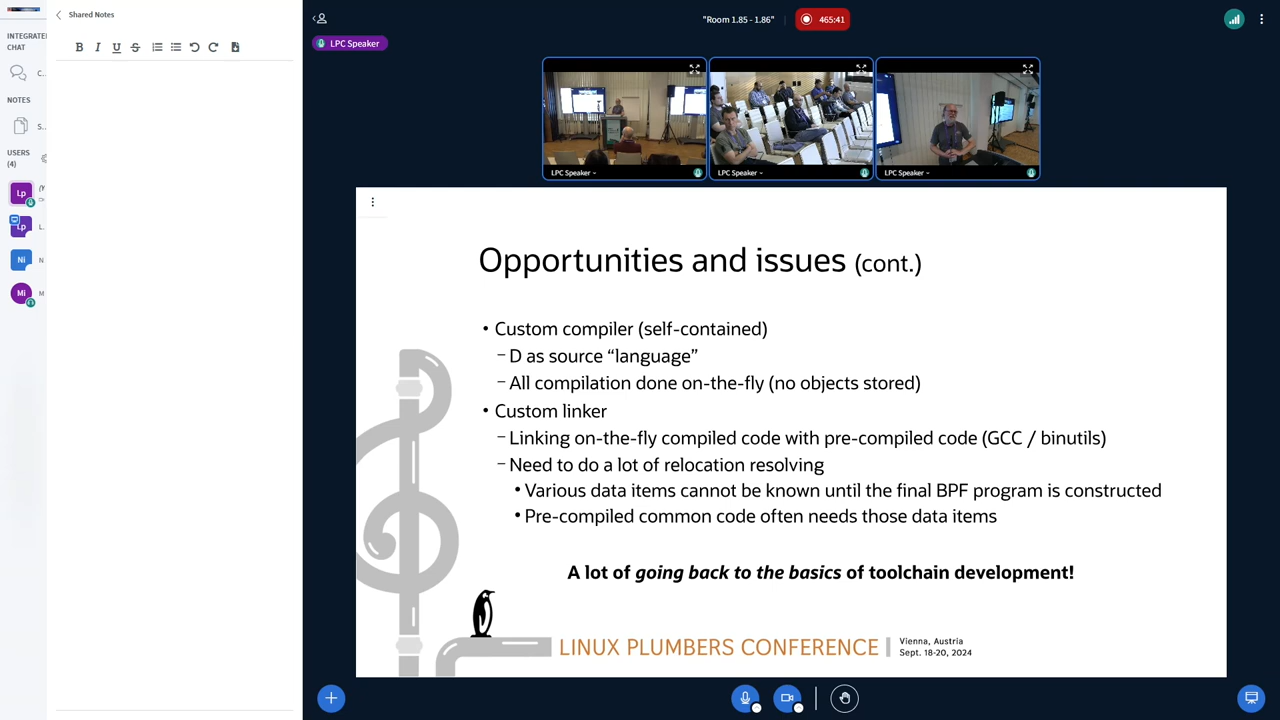 Shared Notes
INTEGRATE
CHAT
C...
NOTES
S...
USERS
(4)
Lp
Lp
L...
Ni
N
Mi
M
B I U S
"Room 1.85 - 1.86"
465:41
LPC Speaker
LPC Speaker
LPC Speaker
LPC Speaker
Opportunities and issues (cont.)
• Custom compiler (self-contained)
– D as source “language”
– All compilation done on-the-fly (no objects stored)
• Custom linker
– Linking on-the-fly compiled code with pre-compiled code (GCC / binutils)
– Need to do a lot of relocation resolving
• Various data items cannot be known until the final BPF program is constructed
• Pre-compiled common code often needs those data items
A lot of going back to the basics of toolchain development!
LINUX PLUMBERS CONFERENCE
Vienna, Austria
Sept. 18-20, 2024